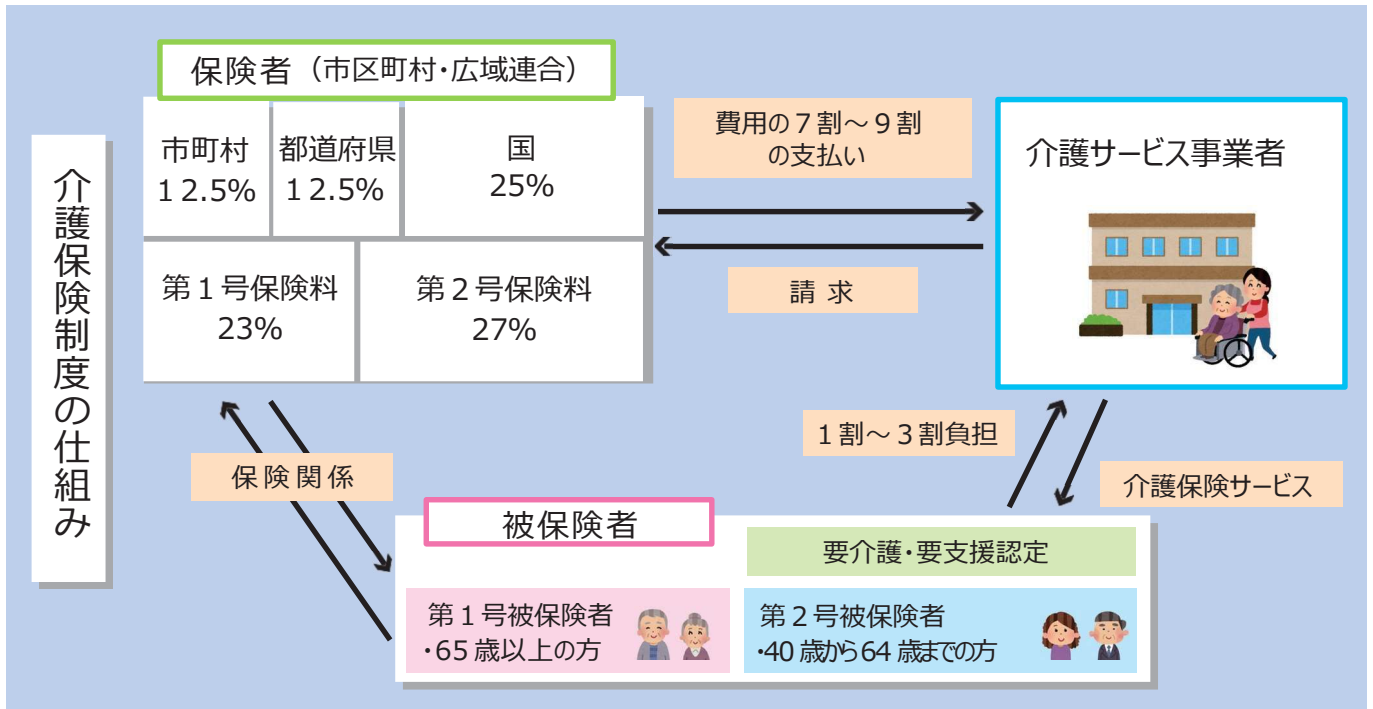 介護保険制度の仕組み
保険者（市区町村・広域連合）
市町村
12.5%
都道府県
12.5%
国
25%
第１号保険料
23%
第２号保険料
27%
費用の７割～９割
の支払い
請 求
介護サービス事業者
１割～３割負担
介護保険サービス
保 険 関 係
被保険者
要介護・要支援認定
第１号被保険者
・65 歳以上の方
第２号被保険者
・40 歳から 64 歳までの方